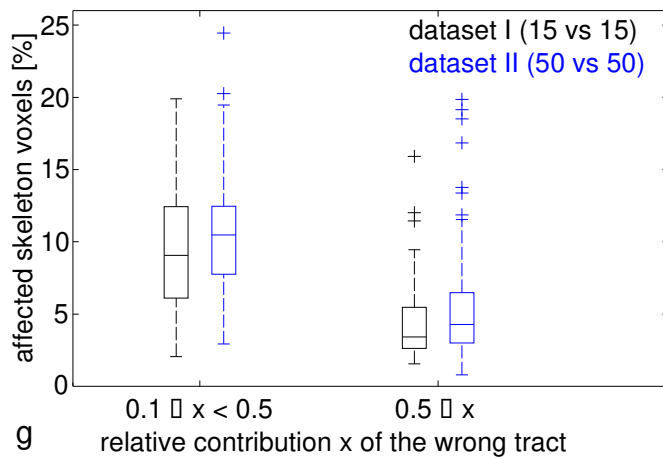 dataset I (15 vs 15)
dataset II (50 vs 50)
affected skeleton voxels [%]
25
20
15
10
5
0
0.1 ▯ x < 0.5
0.5 ▯ x
g
relative contribution x of the wrong tract